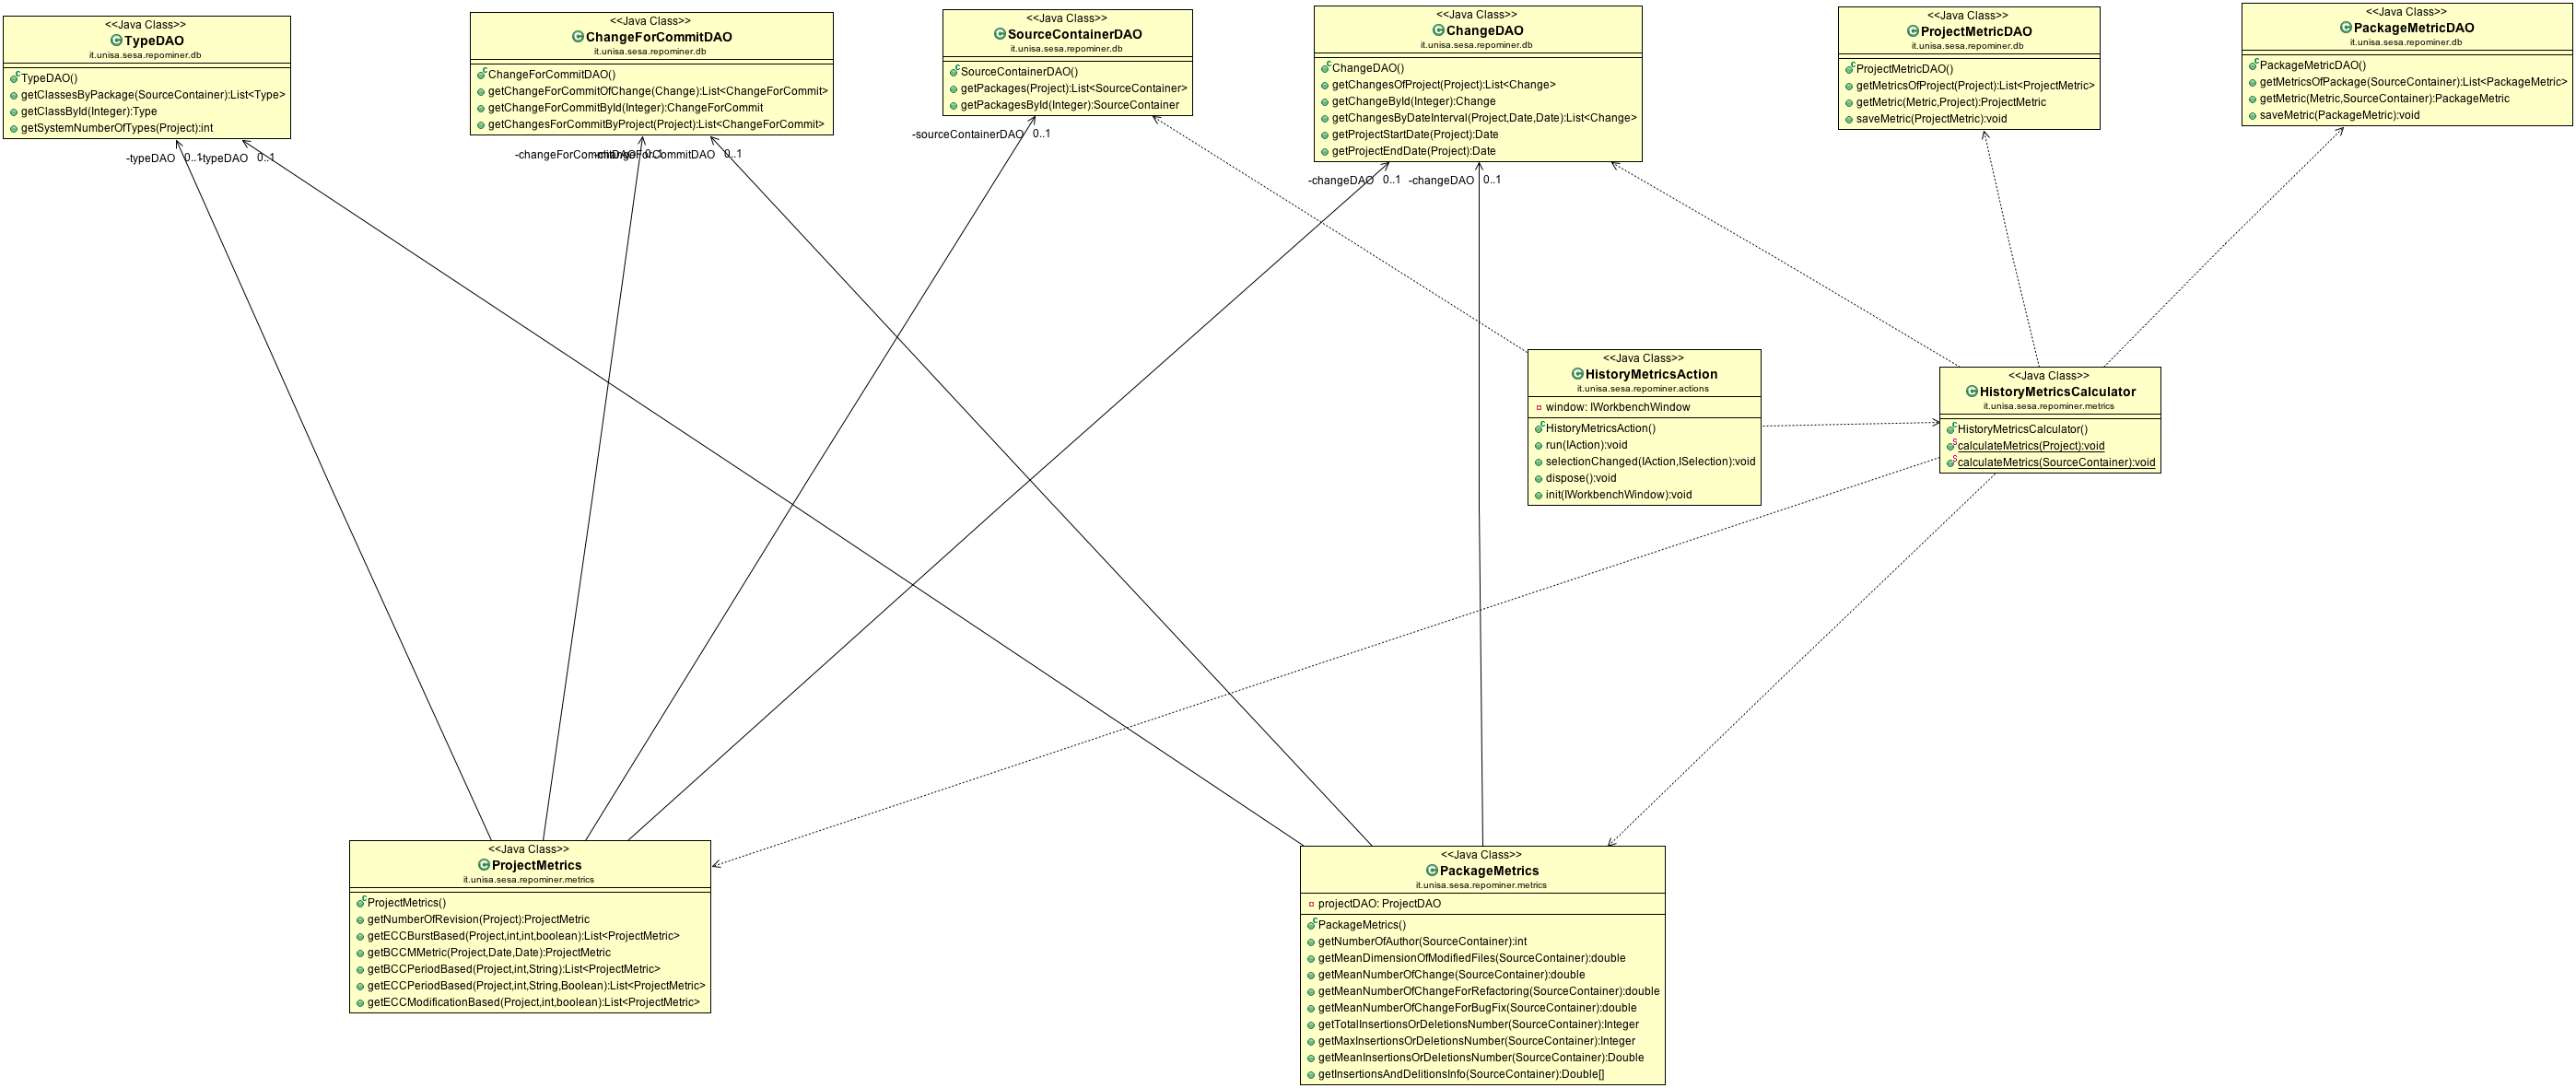 <<Java Class>>
TypeDAO
it.unisa.sesa.repominer.db
TypeDAO()
getClassesByPackage(SourceContainer):List<Type>
getClassById(Integer):Type
getSystemNumberOfTypes(Project):int
<<Java Class>>
ChangeForCommitDAO
it.unisa.sesa.repominer.db
ChangeForCommitDAO()
getChangeForCommitOfChange(Change):List<ChangeForCommit>
getChangeForCommitById(Integer):ChangeForCommit
getChangesForCommitByProject(Project):List<ChangeForCommit>
<<Java Class>>
SourceContainerDAO
it.unisa.sesa.repominer.db
SourceContainerDAO()
getPackages(Project):List<SourceContainer>
getPackagesById(Integer):SourceContainer
<<Java Class>>
ChangeDAO
it.unisa.sesa.repominer.db
ChangeDAO()
getChangesOfProject(Project):List<Change>
getChangeById(Integer):Change
getChangesByDateInterval(Project,Date,Date):List<Change>
getProjectStartDate(Project):Date
getProjectEndDate(Project):Date
<<Java Class>>
ProjectMetricDAO
it.unisa.sesa.repominer.db
ProjectMetricDAO()
getMetricsOfProject(Project):List<ProjectMetric>
getMetric(Metric,Project):ProjectMetric
saveMetric(ProjectMetric):void
<<Java Class>>
PackageMetricDAO
it.unisa.sesa.repominer.db
PackageMetricDAO()
getMetricsOfPackage(SourceContainer):List<PackageMetric>
getMetric(Metric,SourceContainer):PackageMetric
saveMetric(PackageMetric):void
-typeDAO 0..1
-typeDAO 0..1
-changeForCommitDAO 0..1
-changeForCommitDAO 0..1
-sourceContainerDAO 0..1
-changeDAO 0..1
-changeDAO 0..1
<<Java Class>>
HistoryMetricsAction
it.unisa.sesa.repominer.actions
window: IWorkbenchWindow
HistoryMetricsAction()
run(IAction):void
selectionChanged(IAction,ISelection):void
dispose():void
init(IWorkbenchWindow):void
<<Java Class>>
HistoryMetricsCalculator
it.unisa.sesa.repominer.metrics
HistoryMetricsCalculator()
calculateMetrics(Project):void
calculateMetrics(SourceContainer):void
<<Java Class>>
ProjectMetrics
it.unisa.sesa.repominer.metrics
ProjectMetrics()
getNumberOfRevision(Project):ProjectMetric
getECCBurstBased(Project,int,int,boolean):List<ProjectMetric>
getBCCMMetric(Project,Date,Date):ProjectMetric
getBCCPeriodBased(Project,int,String):List<ProjectMetric>
getECCPeriodBased(Project,int,String,Boolean):List<ProjectMetric>
getECCModificationBased(Project,int,boolean):List<ProjectMetric>
<<Java Class>>
PackageMetrics
it.unisa.sesa.repominer.metrics
projectDAO: ProjectDAO
PackageMetrics()
getNumberOfAuthor(SourceContainer):int
getMeanDimensionOfModifiedFiles(SourceContainer):double
getMeanNumberOfChange(SourceContainer):double
getMeanNumberOfChangeForRefactoring(SourceContainer):double
getMeanNumberOfChangeForBugFix(SourceContainer):double
getTotalInsertionsOrDeletionsNumber(SourceContainer):Integer
getMaxInsertionsOrDeletionsNumber(SourceContainer):Integer
getMeanInsertionsOrDeletionsNumber(SourceContainer):Double
getInsertionsAndDelitionsInfo(SourceContainer):Double[]